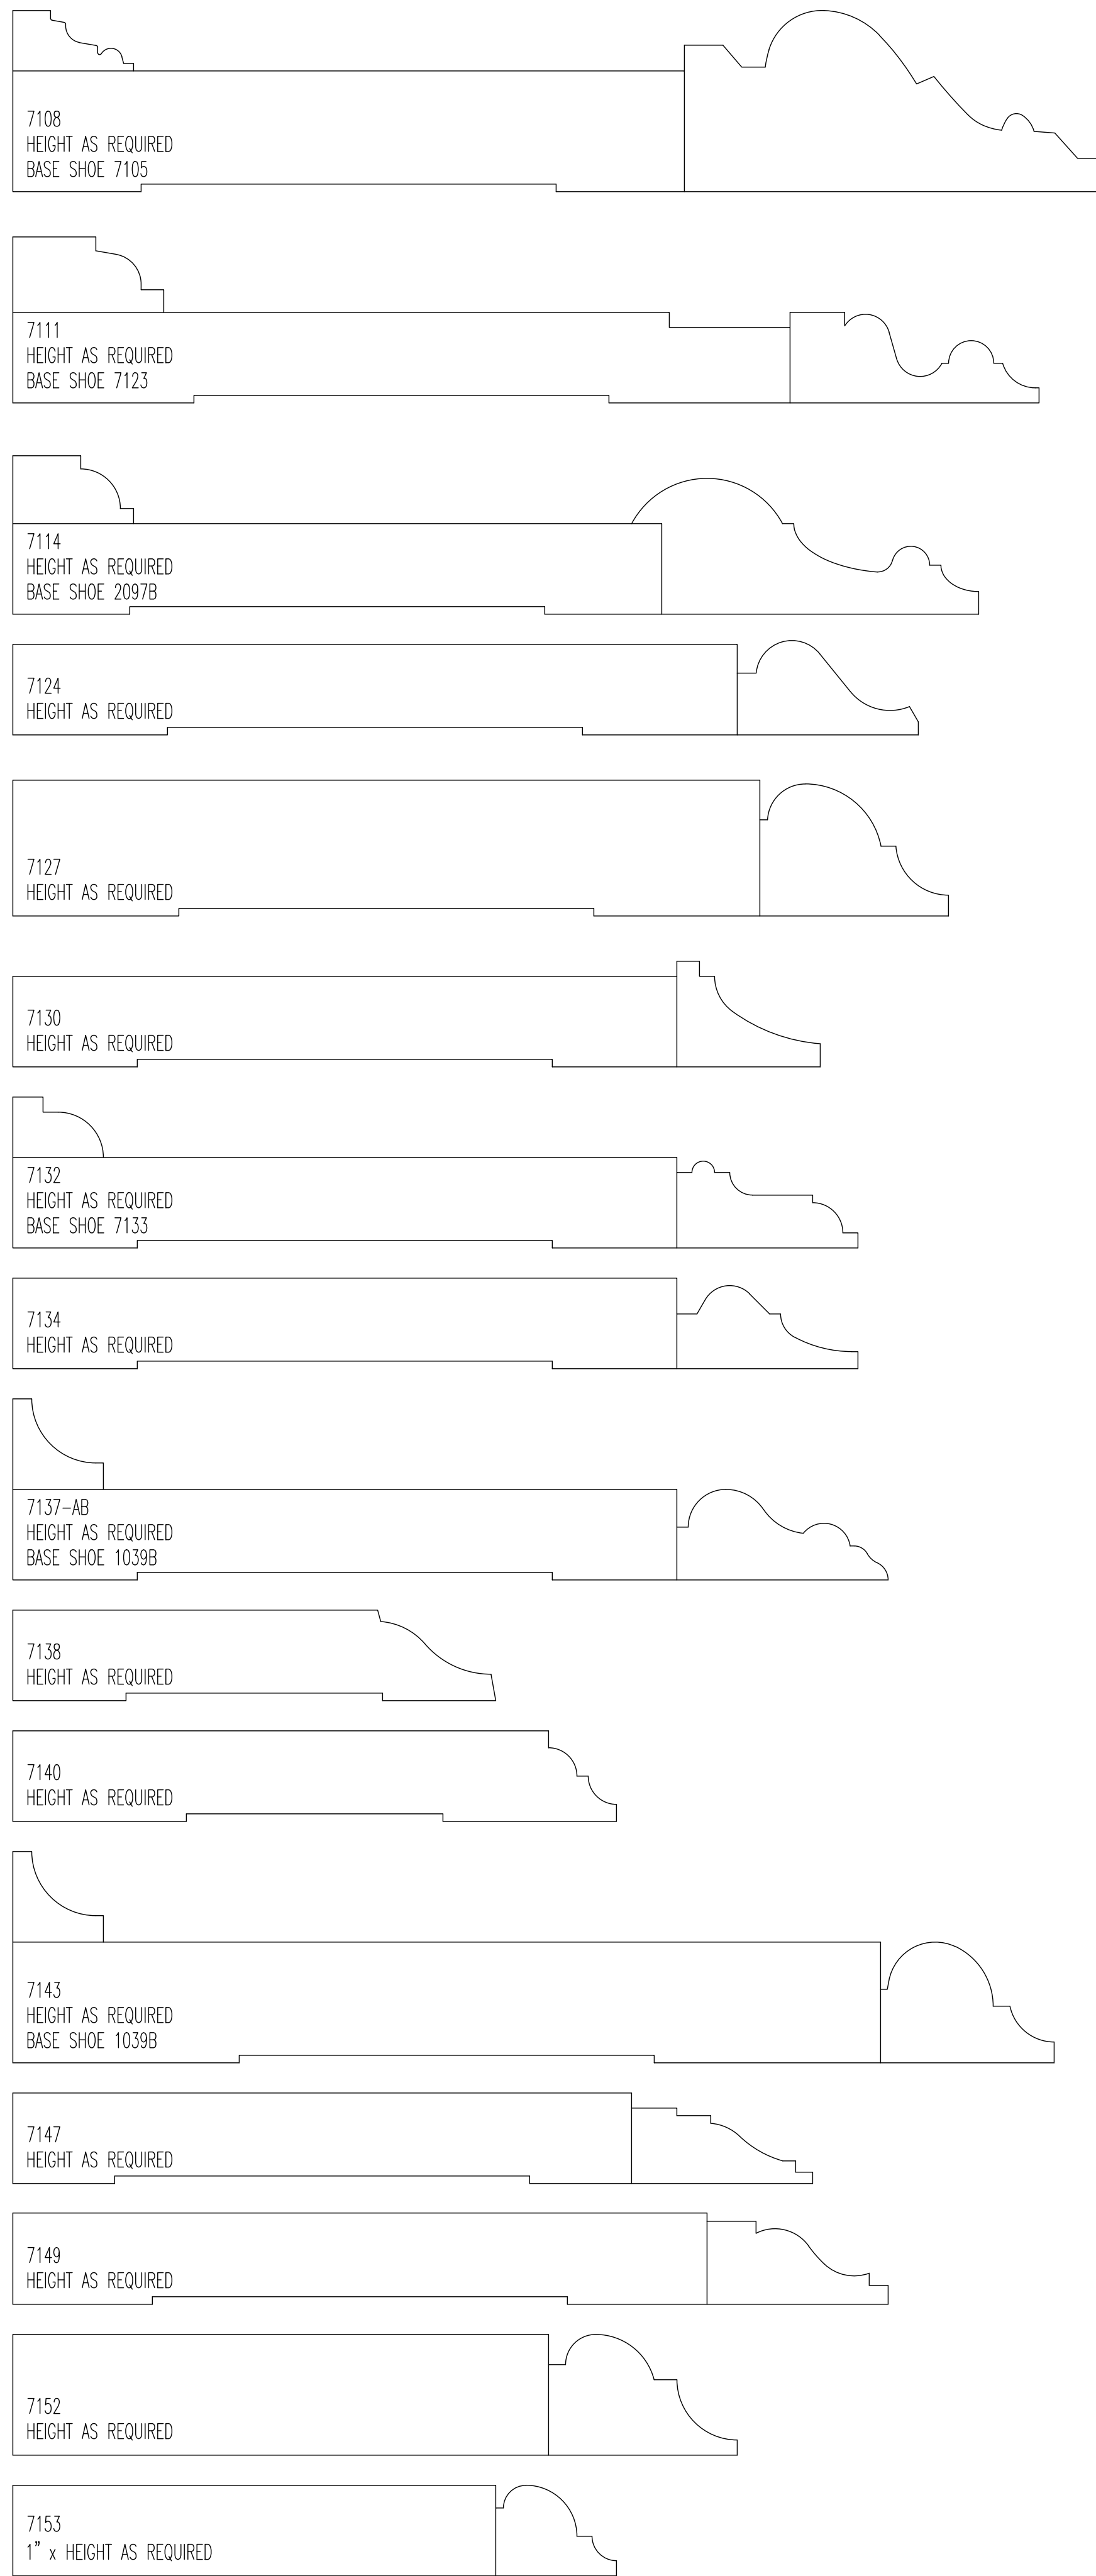 7108
HEIGHT AS REQUIRED
BASE SHOE 7105
7111
HEIGHT AS REQUIRED
BASE SHOE 7123
7114
HEIGHT AS REQUIRED
BASE SHOE 2097B
7124
HEIGHT AS REQUIRED
7127
HEIGHT AS REQUIRED
7130
HEIGHT AS REQUIRED
7132
HEIGHT AS REQUIRED
BASE SHOE 7133
7134
HEIGHT AS REQUIRED
7137-AB
HEIGHT AS REQUIRED
BASE SHOE 1039B
7138
HEIGHT AS REQUIRED
7140
HEIGHT AS REQUIRED
7143
HEIGHT AS REQUIRED
BASE SHOE 1039B
7147
HEIGHT AS REQUIRED
7149
HEIGHT AS REQUIRED
7152
HEIGHT AS REQUIRED
7153
1" x HEIGHT AS REQUIRED